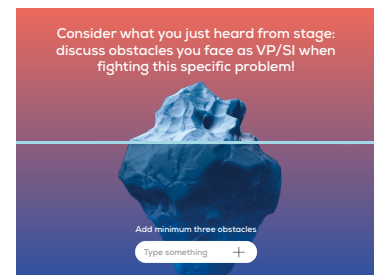 Consider what you just heard from stage:
discuss obstacles you face as VP/SI when
fighting this specific problem!
Add minimum three obstacles
Type something